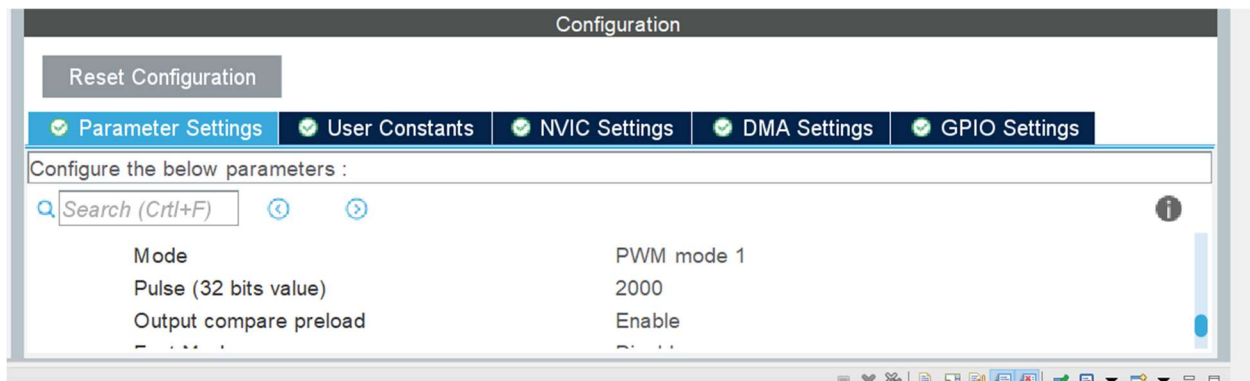 Configuration
Reset Configuration
Parameter Settings User Constants NVIC Settings DMA Settings GPIO Settings
Configure the below parameters :
Search (Crtl+F)
Mode PWM mode 1
Pulse (32 bits value) 2000
Output compare preload Enable